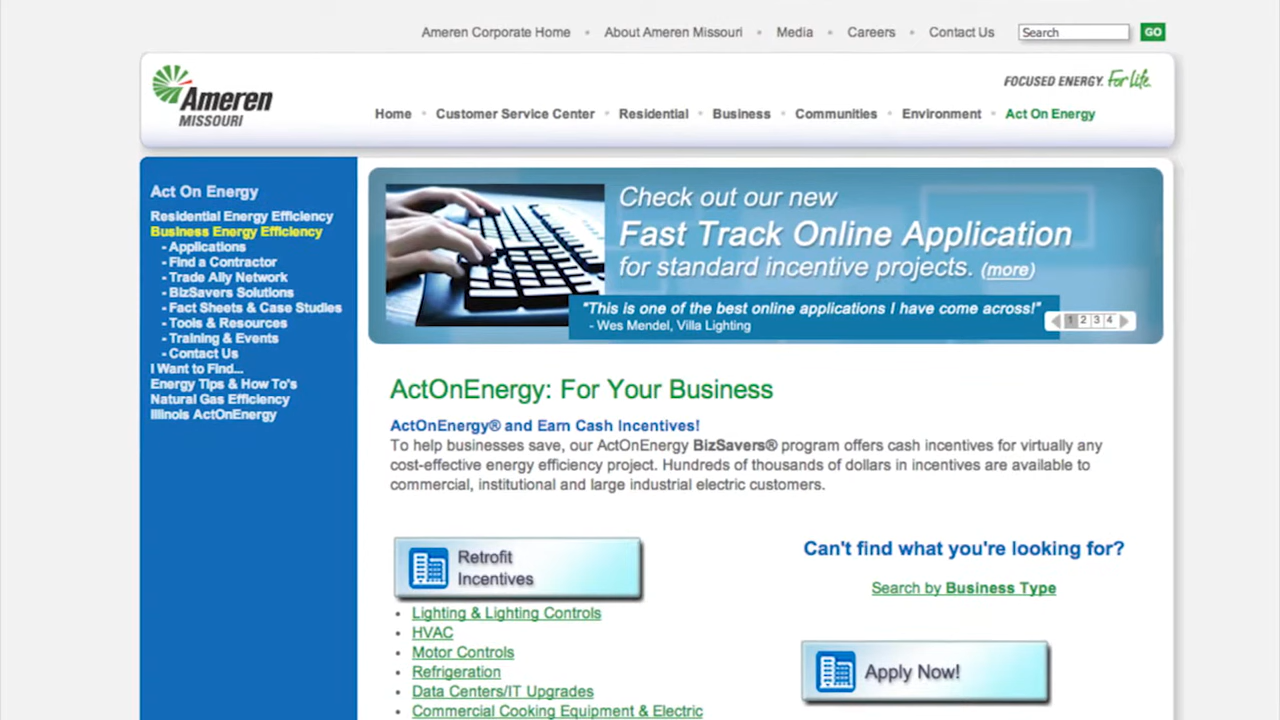 Ameren Corporate Home • About Ameren Missouri • Media • Careers • Contact Us Search GO
Ameren
MISSOURI
FOCUSED ENERGY. For Life.
Home • Customer Service Center • Residential • Business • Communities • Environment • Act On Energy
Act On Energy
Residential Energy Efficiency
Business Energy Efficiency
- Applications
- Find a Contractor
- Trade Ally Network
- BizSavers Solutions
- Fact Sheets & Case Studies
- Tools & Resources
- Training & Events
- Contact Us
I Want to Find...
Energy Tips & How To's
Natural Gas Efficiency
Illinois ActOnEnergy
Check out our new
Fast Track Online Application
for standard incentive projects. (more)
"This is one of the best online applications I have come across!"
- Wes Mendel, Villa Lighting
1 2 3 4
ActOnEnergy: For Your Business
ActOnEnergy® and Earn Cash Incentives!
To help businesses save, our ActOnEnergy BizSavers® program offers cash incentives for virtually any
cost-effective energy efficiency project. Hundreds of thousands of dollars in incentives are available to
commercial, institutional and large industrial electric customers.
Retrofit
Incentives
• Lighting & Lighting Controls
• HVAC
• Motor Controls
• Refrigeration
• Data Centers/IT Upgrades
• Commercial Cooking Equipment & Electric
Can't find what you're looking for?
Search by Business Type
Apply Now!